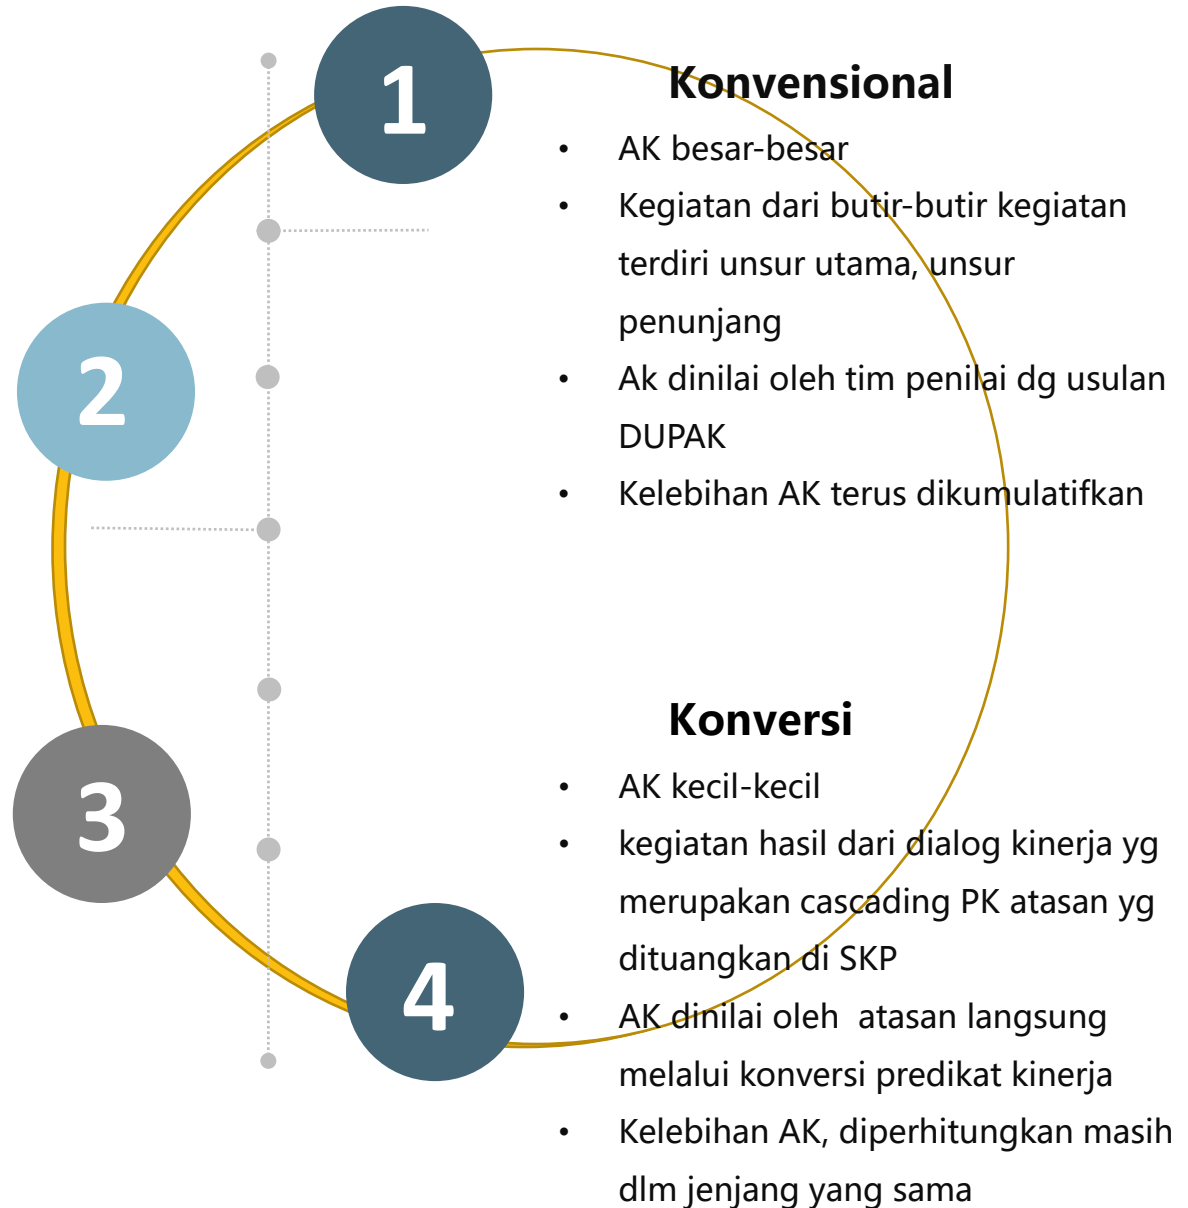 1
2
3
4
Konvensional
• AK besar-besar
• Kegiatan dari butir-butir kegiatan
terdiri unsur utama, unsur
penunjang
• Ak dinilai oleh tim penilai dg usulan
DUPAK
• Kelebihan AK terus dikumulatifkan
Konversi
• AK kecil-kecil
• kegiatan hasil dari dialog kinerja yg
merupakan cascading PK atasan yg
dituangkan di SKP
• AK dinilai oleh atasan langsung
melalui konversi predikat kinerja
• Kelebihan AK, diperhitungkan masih
dlm jenjang yang sama